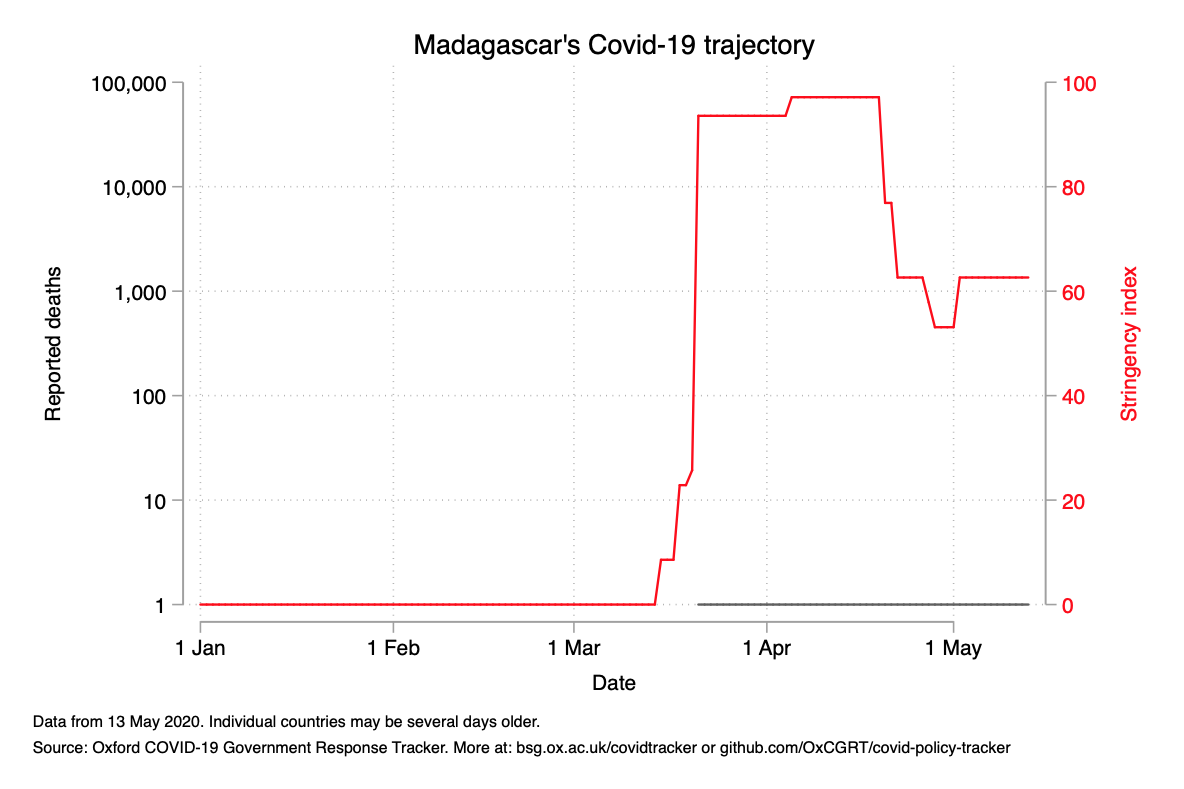 Madagascar's Covid-19 trajectory
100,000
10,000
1,000
100
10
1
Reported deaths
100
80
60
40
20
0
Stringency index
1 Jan
1 Feb
1 Mar
1 Apr
1 May
Date
Data from 13 May 2020. Individual countries may be several days older.
Source: Oxford COVID-19 Government Response Tracker. More at: bsg.ox.ac.uk/covidtracker or github.com/OxCGRT/covid-policy-tracker